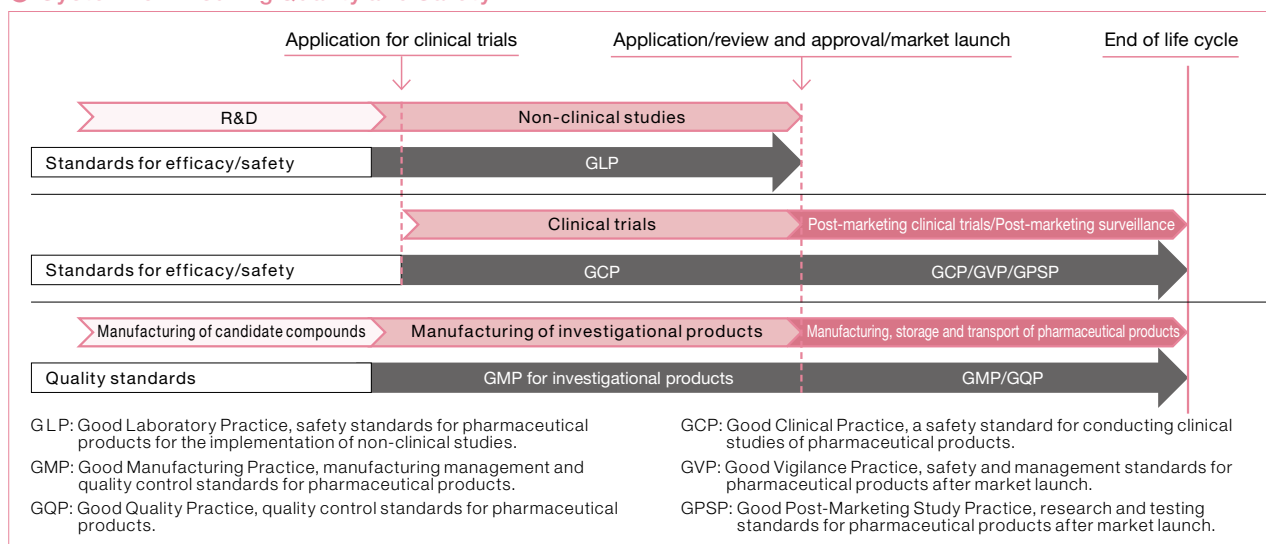 Application for clinical trials
Application/review and approval/market launch
End of life cycle
R&D
Non-clinical studies
Standards for efficacy/safety
GLP
Clinical trials
Post-marketing clinical trials/Post-marketing surveillance
Standards for efficacy/safety
GCP
GCP/GVP/GPSP
Manufacturing of candidate compounds
Manufacturing of investigational products
Manufacturing, storage and transport of pharmaceutical products
Quality standards
GMP for investigational products
GMP/GQP
GLP: Good Laboratory Practice, safety standards for pharmaceutical
products for the implementation of non-clinical studies.
GMP: Good Manufacturing Practice, manufacturing management and
quality control standards for pharmaceutical products.
GQP: Good Quality Practice, quality control standards for pharmaceutical
products.
GCP: Good Clinical Practice, a safety standard for conducting clinical
studies of pharmaceutical products.
GVP: Good Vigilance Practice, safety and management standards for
pharmaceutical products after market launch.
GPSP: Good Post-Marketing Study Practice, research and testing
standards for pharmaceutical products after market launch.